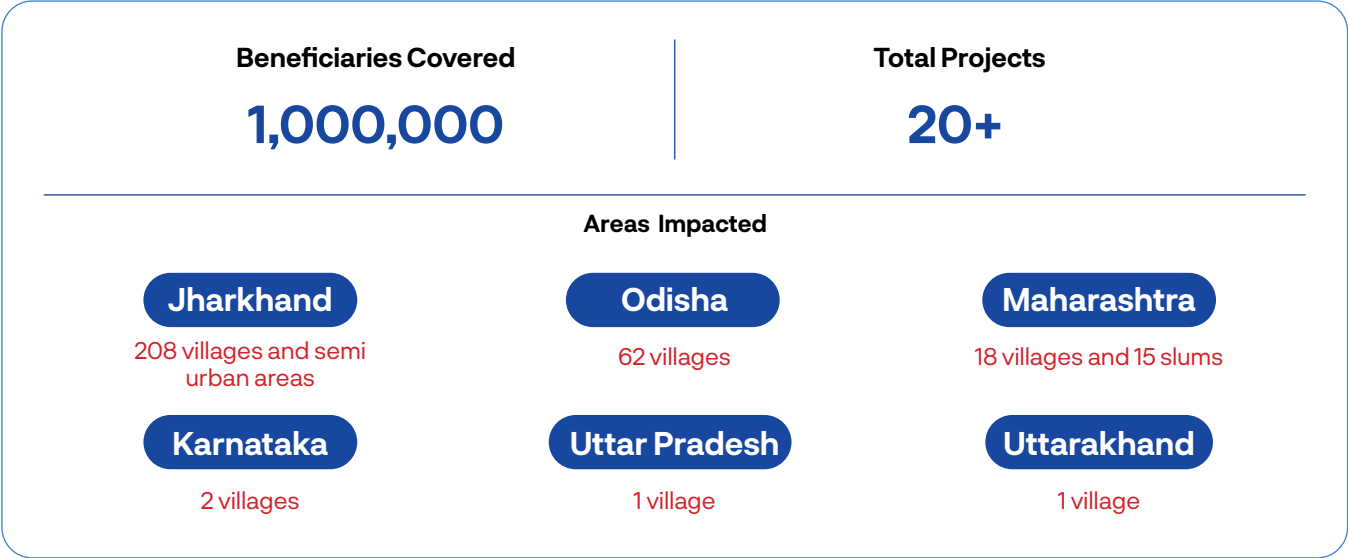 Beneficiaries Covered
1,000,000
Total Projects
20+
Areas Impacted
Jharkhand
208 villages and semi
urban areas
Odisha
62 villages
Maharashtra
18 villages and 15 slums
Karnataka
2 villages
Uttar Pradesh
1 village
Uttarakhand
1 village